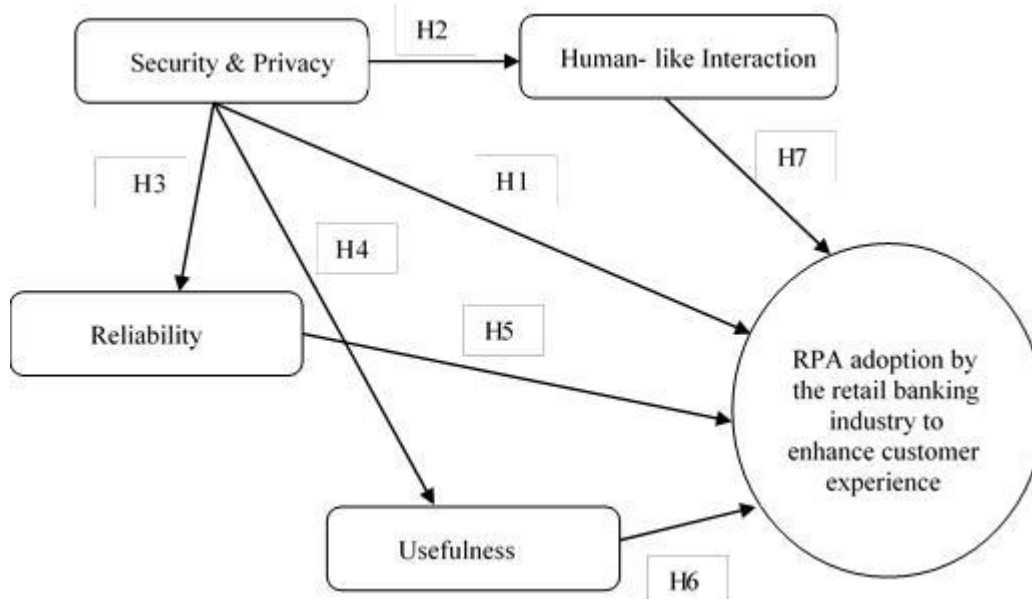 H2
Security & Privacy
Human- like Interaction
H7
H3
H1
H4
Reliability
H5
RPA adoption by
the retail banking
industry to
enhance customer
experience
Usefulness
H6